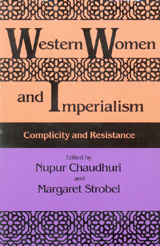 Western Women
and Imperialism
Complicity and Resistance
Edited by
Nupur Chaudhuri
and
Margaret Strobel